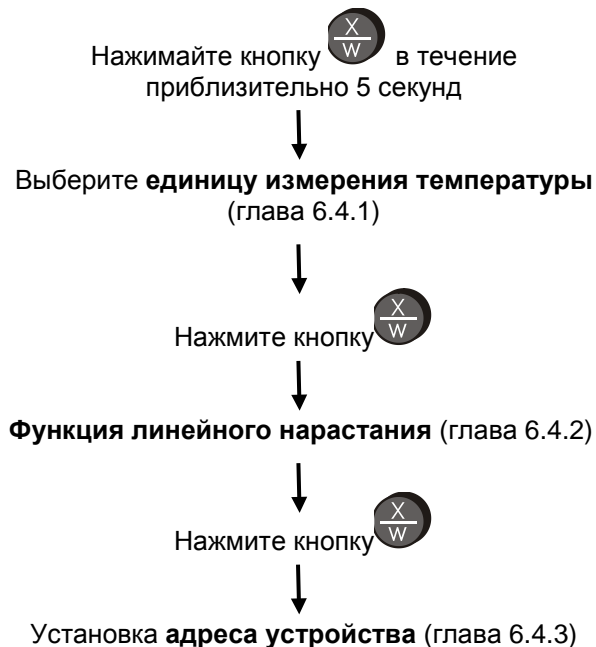 Нажимайте кнопку X/W в течение
приблизительно 5 секунд
Выберите единицу измерения температуры
(глава 6.4.1)
Нажмите кнопку X/W
Функция линейного нарастания (глава 6.4.2)
Нажмите кнопку X/W
Установка адреса устройства (глава 6.4.3)